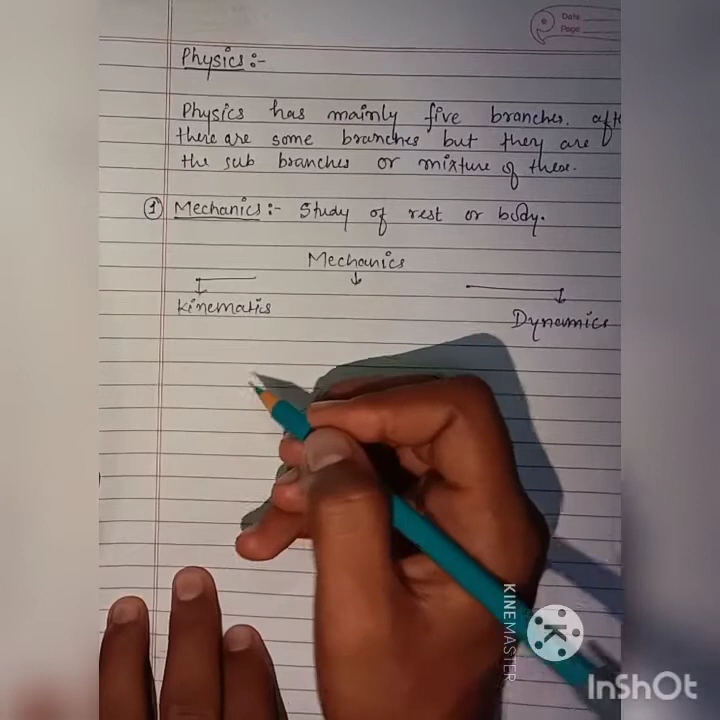 Date
Page
Physics :-
Physics has mainly five branches.
there are some branches but they are
the sub branches or mixture of these.
① Mechanics :- Study of rest or body.
Mechanics
Kinematics
Dynamics
KINEMASTER
InShOt